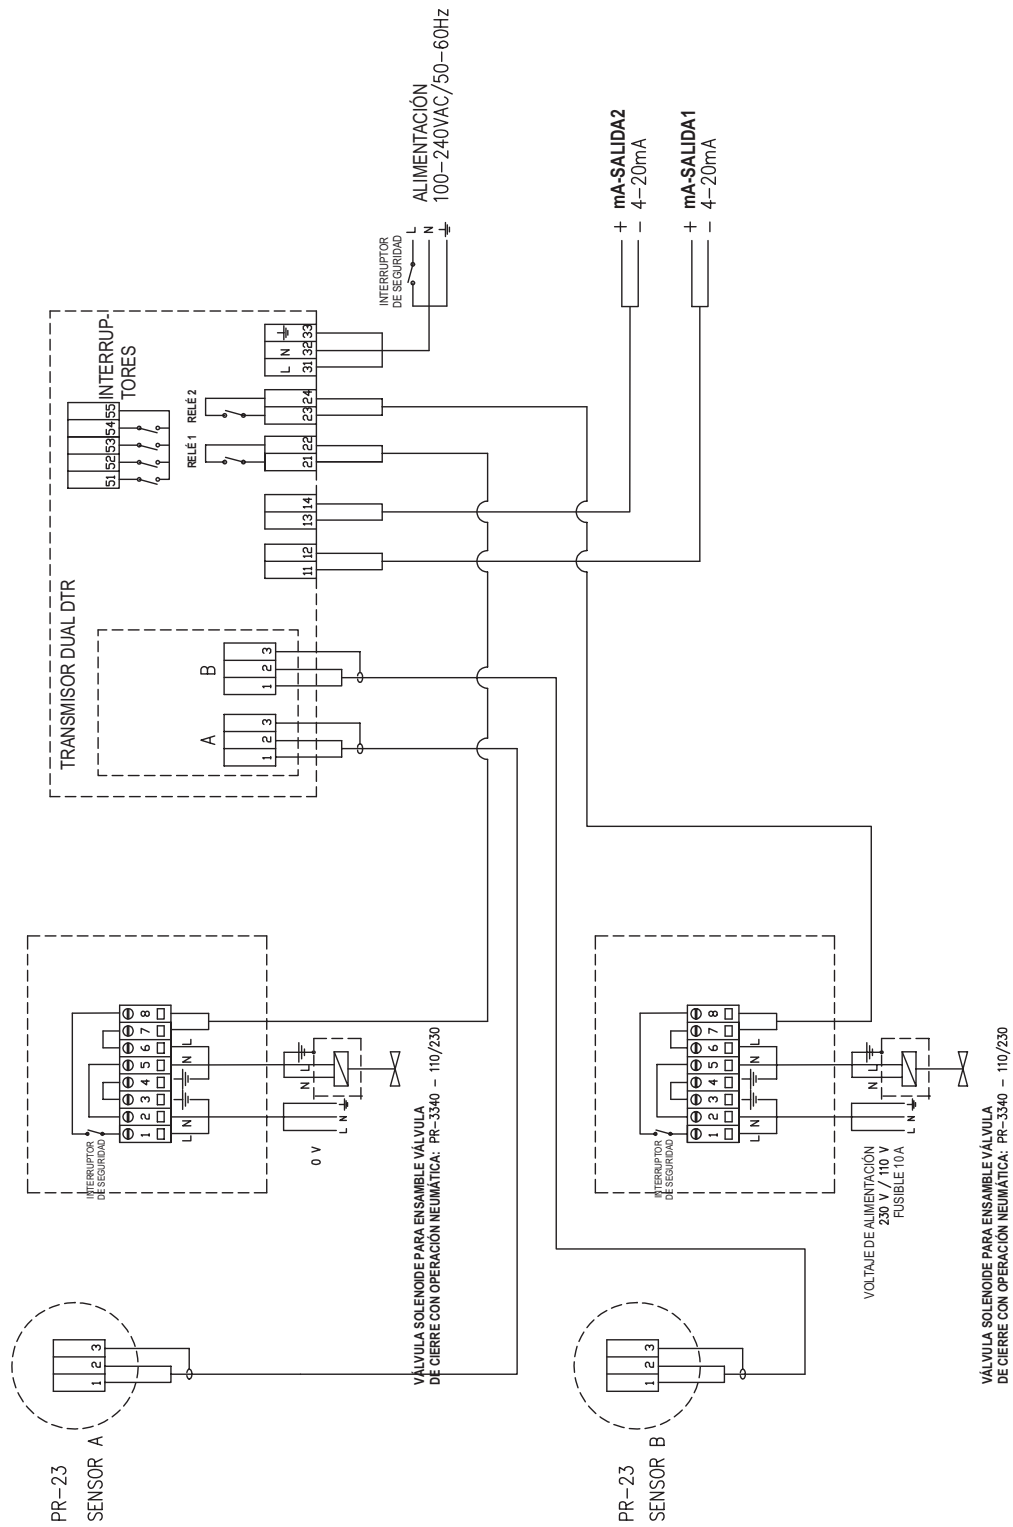 TRANSMISOR DUAL DTR
INTERRUP-
TORES
51 52 53 54 55
RELÉ 1
RELÉ 2
A
1 2 3
B
1 2 3
11 12
13 14
21 22
23 24
L N
31 32 33
INTERRUPTOR
DE SEGURIDAD
L
N
ALIMENTACIÓN
100-240VAC/50-60Hz
+ mA-SALIDA2
- 4-20mA
+ mA-SALIDA1
- 4-20mA
PR-23
SENSOR A
1 2 3
INTERRUPTOR
DE SEGURIDAD
1 2 3 4 5 6 7 8
L N N L
L N
N L
0 V
VÁLVULA SOLENOIDE PARA ENSAMBLE VÁLVULA
DE CIERRE CON OPERACIÓN NEUMÁTICA: PR-3340 - 110/230
PR-23
SENSOR B
1 2 3
INTERRUPTOR
DE SEGURIDAD
1 2 3 4 5 6 7 8
L N N L
L N
N L
VOLTAJE DE ALIMENTACIÓN
230 V / 110 V
FUSIBLE 10 A
VÁLVULA SOLENOIDE PARA ENSAMBLE VÁLVULA
DE CIERRE CON OPERACIÓN NEUMÁTICA: PR-3340 - 110/230